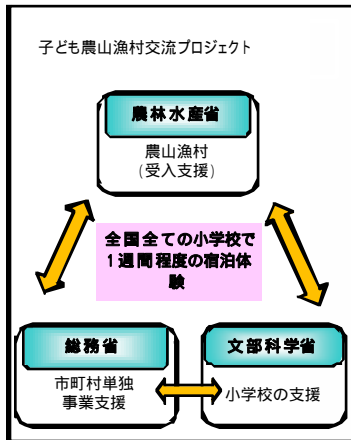 子ども農山漁村交流プロジェクト
農林水産省
農山漁村
(受入支援)
全国全ての小学校で
1週間程度の宿泊体
験
総務省
市町村単独
事業支援
文部科学省
小学校の支援